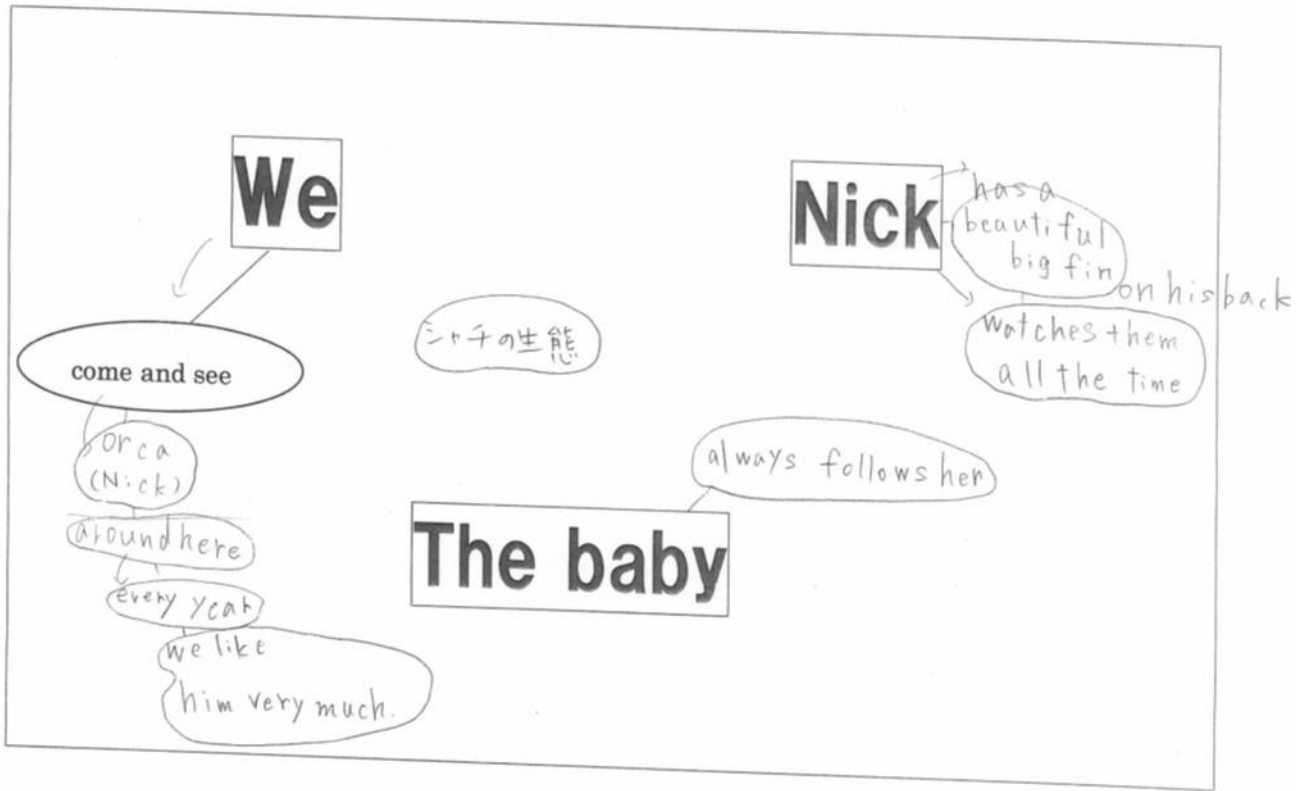 We
come and see
orca
(Nick)
around here
every year
we like
him very much.
シャチの生態
Nick
has a
beautiful
big fin
on his back
watches them
all the time
always follows her
The baby